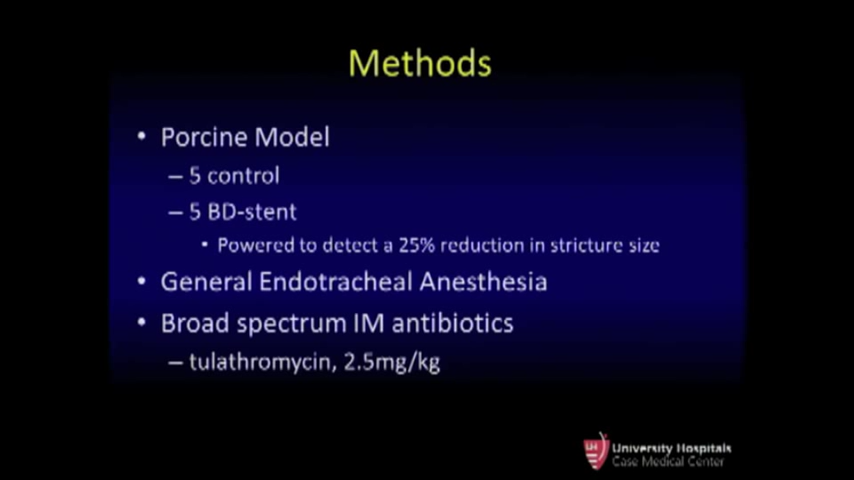 Methods
• Porcine Model
– 5 control
– 5 BD-stent
• Powered to detect a 25% reduction in stricture size
• General Endotracheal Anesthesia
• Broad spectrum IM antibiotics
– tulathromycin, 2.5mg/kg
UH
University Hospitals
Case Medical Center